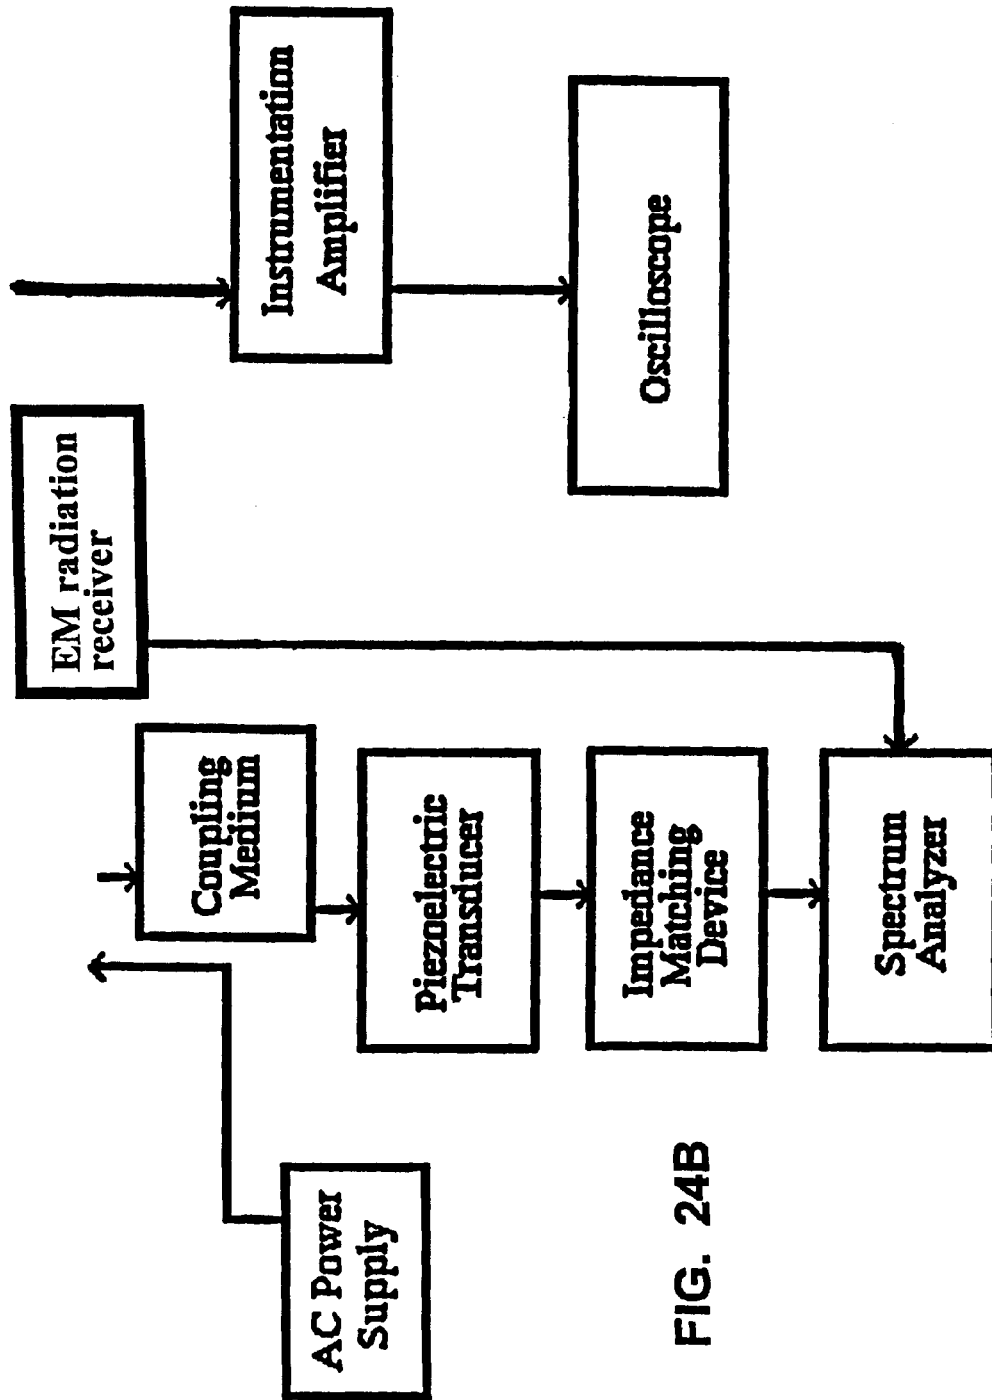 Instrumentation
Amplifier
Oscilloscope
EM radiation
receiver
Coupling
Medium
Piezoelectric
Transducer
Impedance
Matching
Device
Spectrum
Analyzer
AC Power
Supply
FIG. 24B